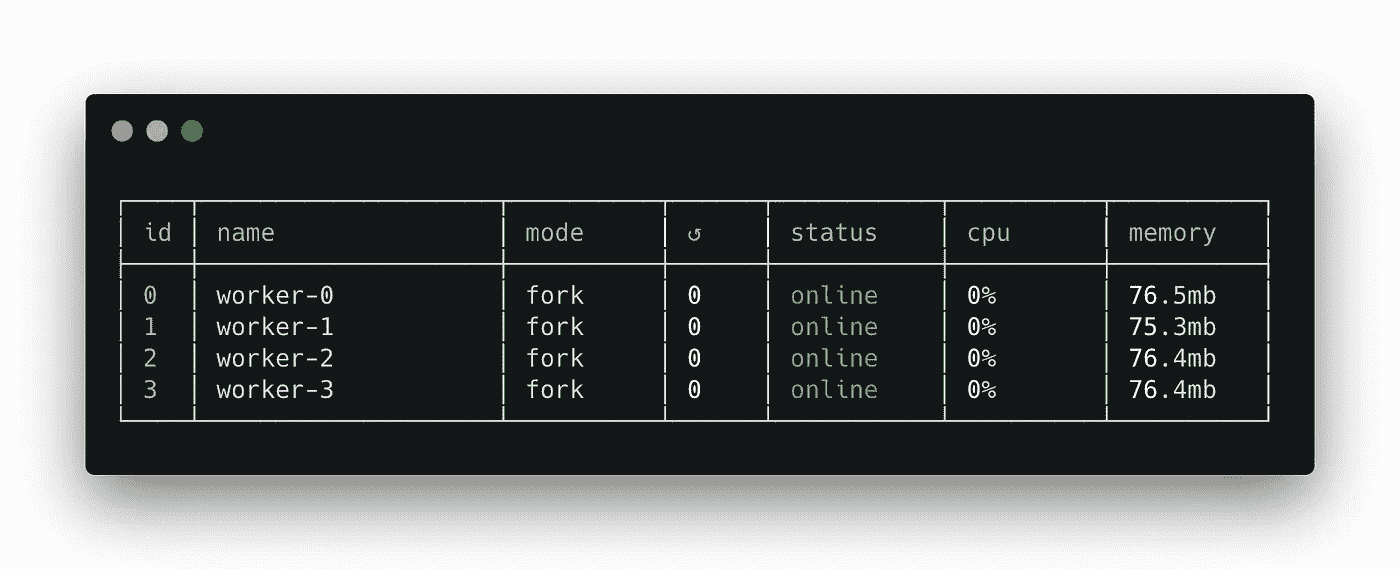 id name mode ↺ status cpu memory
0 worker-0 fork 0 online 0% 76.5mb
1 worker-1 fork 0 online 0% 75.3mb
2 worker-2 fork 0 online 0% 76.4mb
3 worker-3 fork 0 online 0% 76.4mb